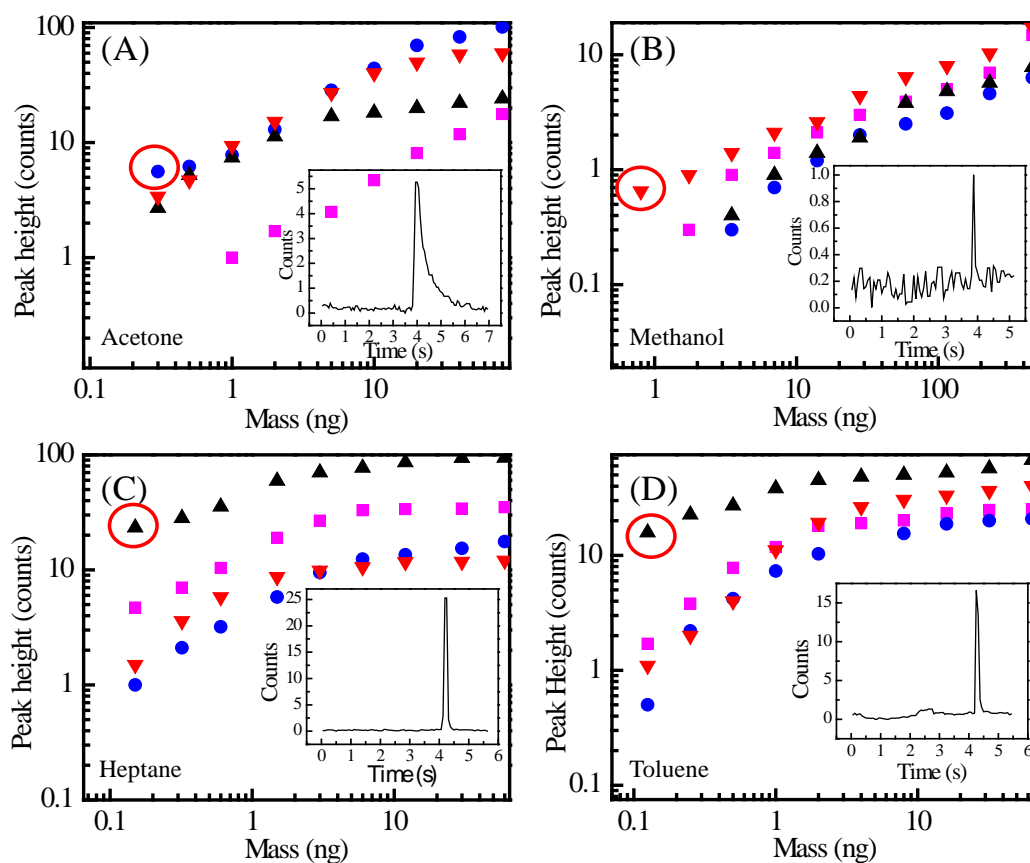 (A)
100
10
1
Peak height (counts)
Acetone
0.1
1
10
Mass (ng)
5
4
3
2
1
0
Counts
0 1 2 3 4 5 6 7
Time (s)
(B)
10
1
0.1
Peak height (counts)
Methanol
1
10
100
Mass (ng)
1.0
0.8
0.6
0.4
0.2
0.0
Counts
0 1 2 3 4 5
Time (s)
(C)
100
10
1
Peak height (counts)
Heptane
0.1
1
10
Mass (ng)
25
20
15
10
5
0
Counts
0 1 2 3 4 5 6
Time (s)
(D)
10
1
0.1
Peak Height (counts)
Toluene
0.1
1
10
Mass (ng)
15
10
5
0
Counts
0 1 2 3 4 5 6
Time (s)